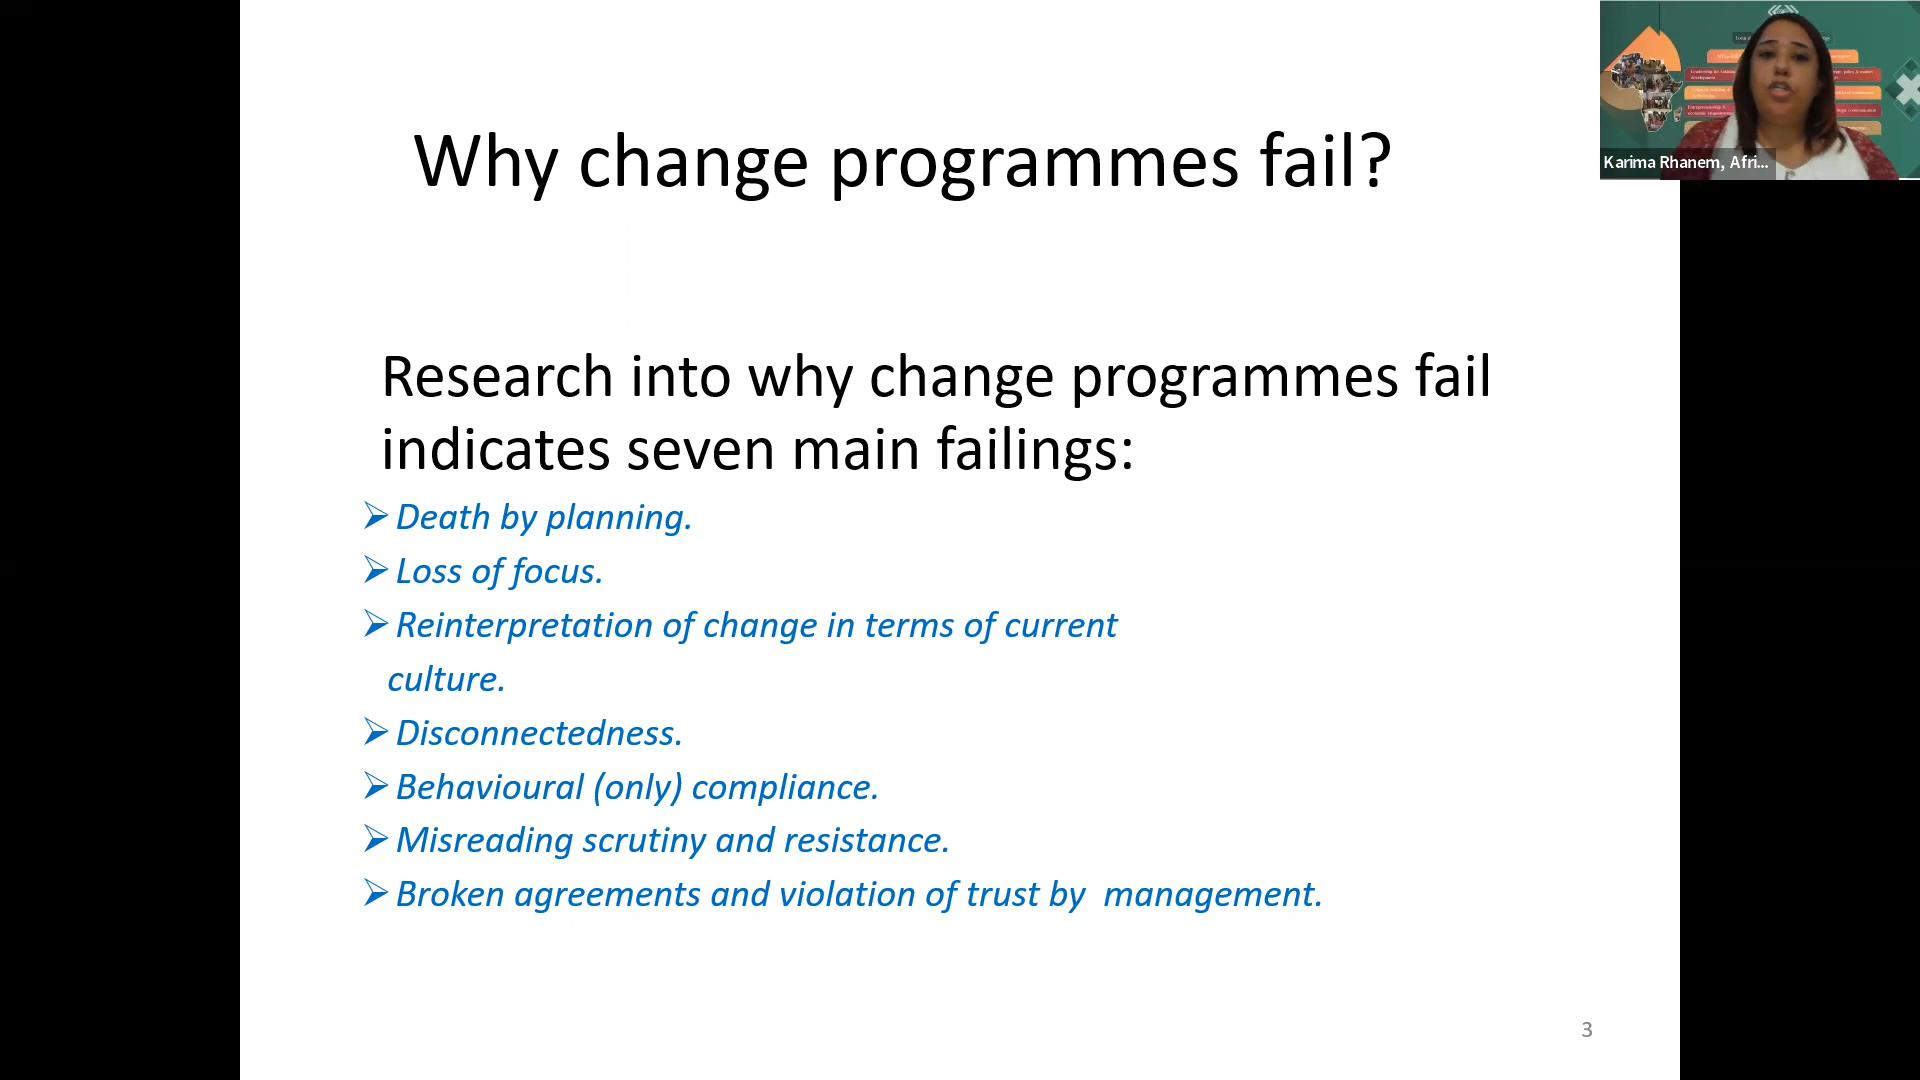 Why change programmes fail?
Karima Rhanem, Afri...
Research into why change programmes fail
indicates seven main failings:
➢ Death by planning.
➢ Loss of focus.
➢ Reinterpretation of change in terms of current
culture.
➢ Disconnectedness.
➢ Behavioural (only) compliance.
➢ Misreading scrutiny and resistance.
➢ Broken agreements and violation of trust by  management.
3